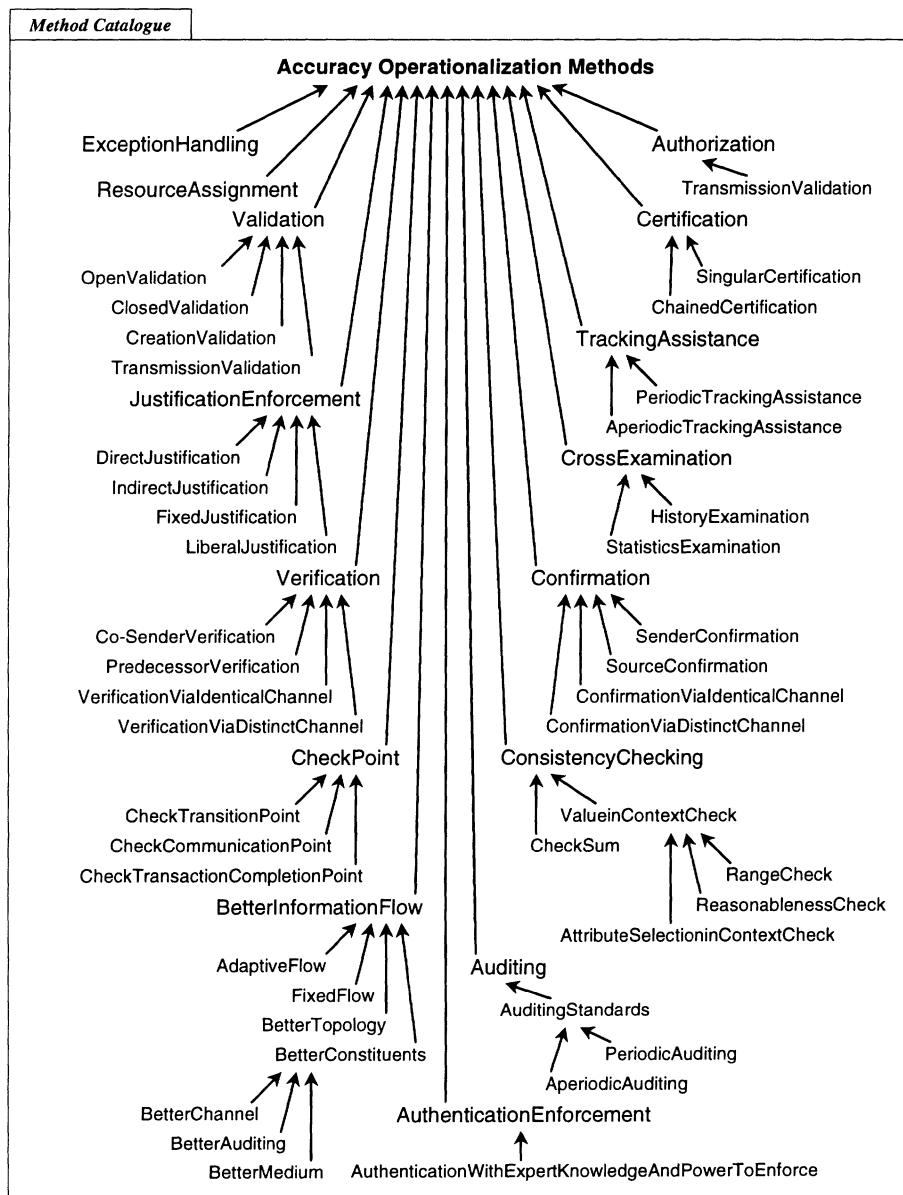 Method Catalogue
Accuracy Operationalization Methods
ExceptionHandling
Authorization
ResourceAssignment
TransmissionValidation
Validation
Certification
OpenValidation
SingularCertification
ClosedValidation
ChainedCertification
CreationValidation
TrackingAssistance
TransmissionValidation
JustificationEnforcement
PeriodicTrackingAssistance
AperiodicTrackingAssistance
DirectJustification
CrossExamination
IndirectJustification
FixedJustification
HistoryExamination
LiberalJustification
StatisticsExamination
Verification
Confirmation
Co-SenderVerification
SenderConfirmation
PredecessorVerification
SourceConfirmation
VerificationViaIdenticalChannel
ConfirmationViaIdenticalChannel
VerificationViaDistinctChannel
ConfirmationViaDistinctChannel
CheckPoint
ConsistencyChecking
CheckTransitionPoint
ValueinContextCheck
CheckCommunicationPoint
CheckSum
CheckTransactionCompletionPoint
RangeCheck
BetterInformationFlow
ReasonablenessCheck
AttributeSelectioninContextCheck
AdaptiveFlow
Auditing
FixedFlow
AuditingStandards
BetterTopology
BetterConstituents
PeriodicAuditing
AperiodicAuditing
BetterChannel
AuthenticationEnforcement
BetterAuditing
BetterMedium
AuthenticationWithExpertKnowledgeAndPowerToEnforce